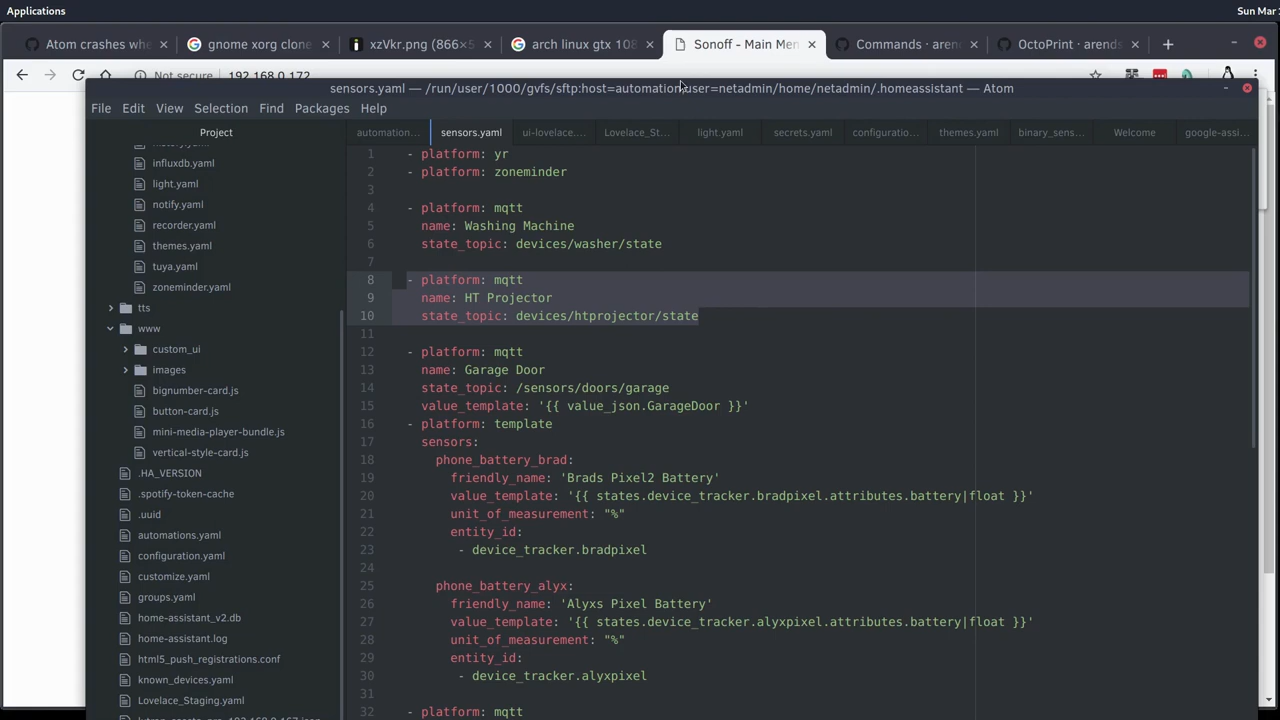 Applications
Sun Mar
Atom crashes whe
gnome xorg clone
xzVkr.png (866×5
arch linux gtx 108
Sonoff - Main Men
Commands · aren
OctoPrint · arends
Not secure
192.168.0.172
sensors.yaml — /run/user/1000/gvfs/sftp:host=automation,user=netadmin/home/netadmin/.homeassistant — Atom
File Edit View Selection Find Packages Help
Project
automation...
sensors.yaml
ui-lovelace....
Lovelace_St...
light.yaml
secrets.yaml
configuratio...
themes.yaml
binary_sens...
Welcome
google-assi...
influxdb.yaml
light.yaml
notify.yaml
recorder.yaml
themes.yaml
tuya.yaml
zoneminder.yaml
tts
www
custom_ui
images
bignumber-card.js
button-card.js
mini-media-player-bundle.js
vertical-style-card.js
.HA_VERSION
.spotify-token-cache
.uuid
automations.yaml
configuration.yaml
customize.yaml
groups.yaml
home-assistant_v2.db
home-assistant.log
html5_push_registrations.conf
known_devices.yaml
Lovelace_Staging.yaml
1 - platform: yr
2 - platform: zoneminder
3
4 - platform: mqtt
5 name: Washing Machine
6 state_topic: devices/washer/state
7
8 - platform: mqtt
9 name: HT Projector
10 state_topic: devices/htprojector/state
11
12 - platform: mqtt
13 name: Garage Door
14 state_topic: /sensors/doors/garage
15 value_template: '{{ value_json.GarageDoor }}'
16 - platform: template
17 sensors:
18 phone_battery_brad:
19 friendly_name: 'Brads Pixel2 Battery'
20 value_template: '{{ states.device_tracker.bradpixel.attributes.battery|float }}'
21 unit_of_measurement: "%"
22 entity_id:
23 - device_tracker.bradpixel
24
25 phone_battery_alyx:
26 friendly_name: 'Alyxs Pixel Battery'
27 value_template: '{{ states.device_tracker.alyxpixel.attributes.battery|float }}'
28 unit_of_measurement: "%"
29 entity_id:
30 - device_tracker.alyxpixel
31
32 - platform: mqtt